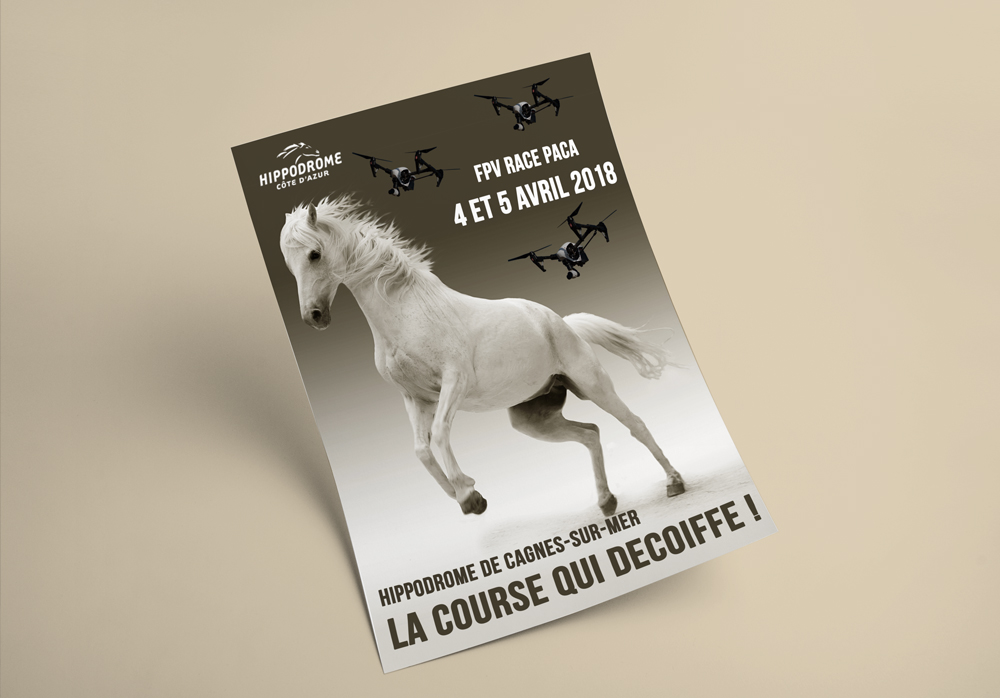 HIPPODROME
CÔTE D'AZUR
FPV RACE PACA
4 ET 5 AVRIL 2018
HIPPODROME DE CAGNES-SUR-MER
LA COURSE QUI DECOIFFE !